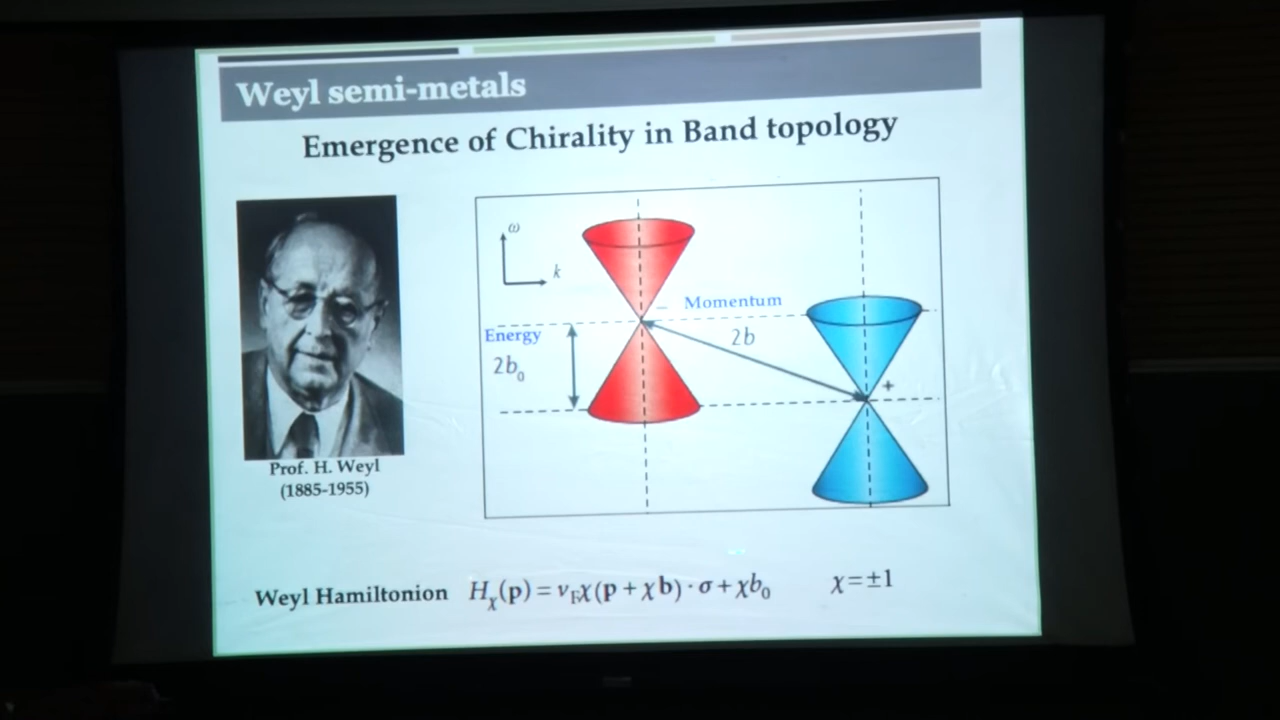 Weyl semi-metals
Emergence of Chirality in Band topology
ω
k
− Momentum
Energy
2b
2b₀
+
Prof. H. Weyl
(1885-1955)
Weyl Hamiltonion Hχ(p) = vFχ(p + χb) · σ + χb₀ χ=±1